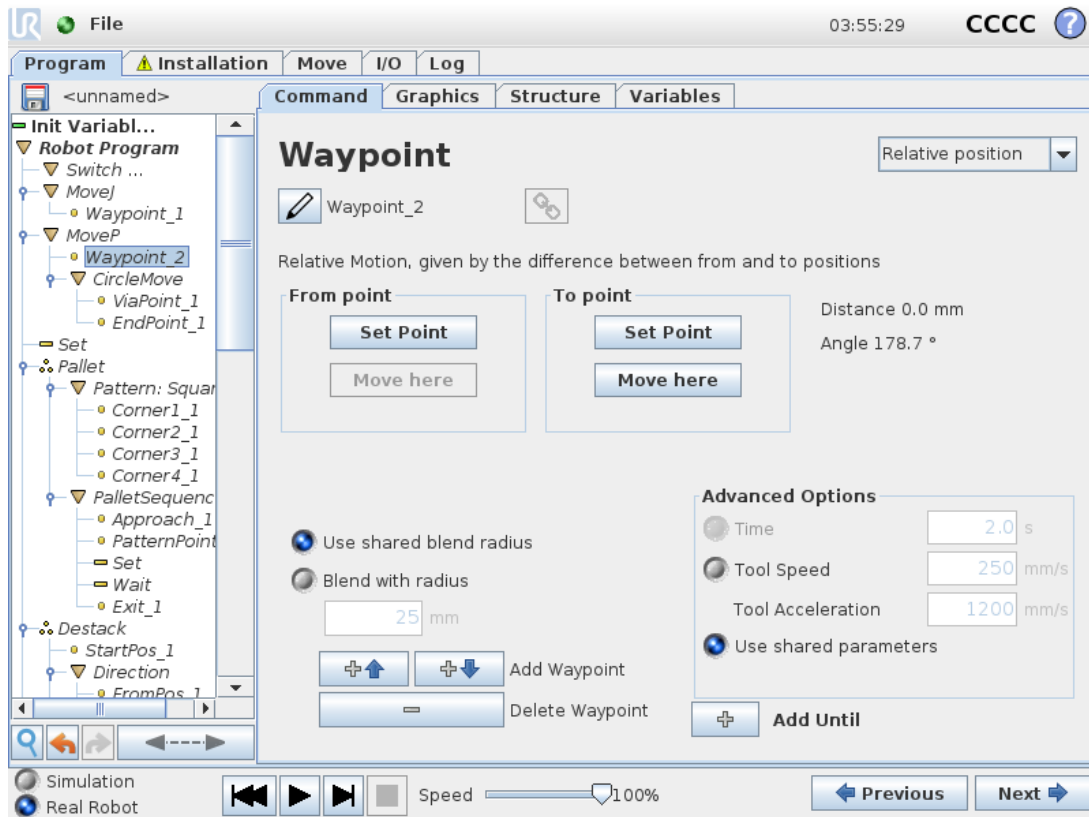 UR File 03:55:29 CCCC ?
Program Installation Move I/O Log
<unnamed>
Command Graphics Structure Variables
Init Variabl...
Robot Program
Switch ...
MoveJ
Waypoint_1
MoveP
Waypoint_2
CircleMove
ViaPoint_1
EndPoint_1
Set
Pallet
Pattern: Squar
Corner1_1
Corner2_1
Corner3_1
Corner4_1
PalletSequenc
Approach_1
PatternPoint
Set
Wait
Exit_1
Destack
StartPos_1
Direction
FromPos_1
Waypoint
Relative position
Waypoint_2
Relative Motion, given by the difference between from and to positions
From point
Set Point
Move here
To point
Set Point
Move here
Distance 0.0 mm
Angle 178.7 °
Use shared blend radius
Blend with radius
25 mm
Add Waypoint
Delete Waypoint
Advanced Options
Time 2.0 s
Tool Speed 250 mm/s
Tool Acceleration 1200 mm/s
Use shared parameters
Add Until
Simulation
Real Robot
Speed 100%
Previous Next